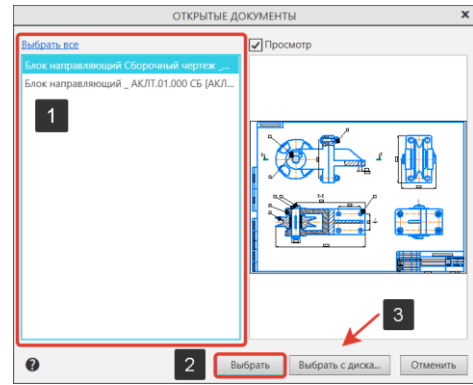 ОТКРЫТЫЕ ДОКУМЕНТЫ
Выбрать все
Просмотр
Блок направляющий Сборочный чертеж _...
Блок направляющий _ АКЛТ.01.000 СБ [АКЛ...
1
3
2
Выбрать
Выбрать с диска...
Отменить